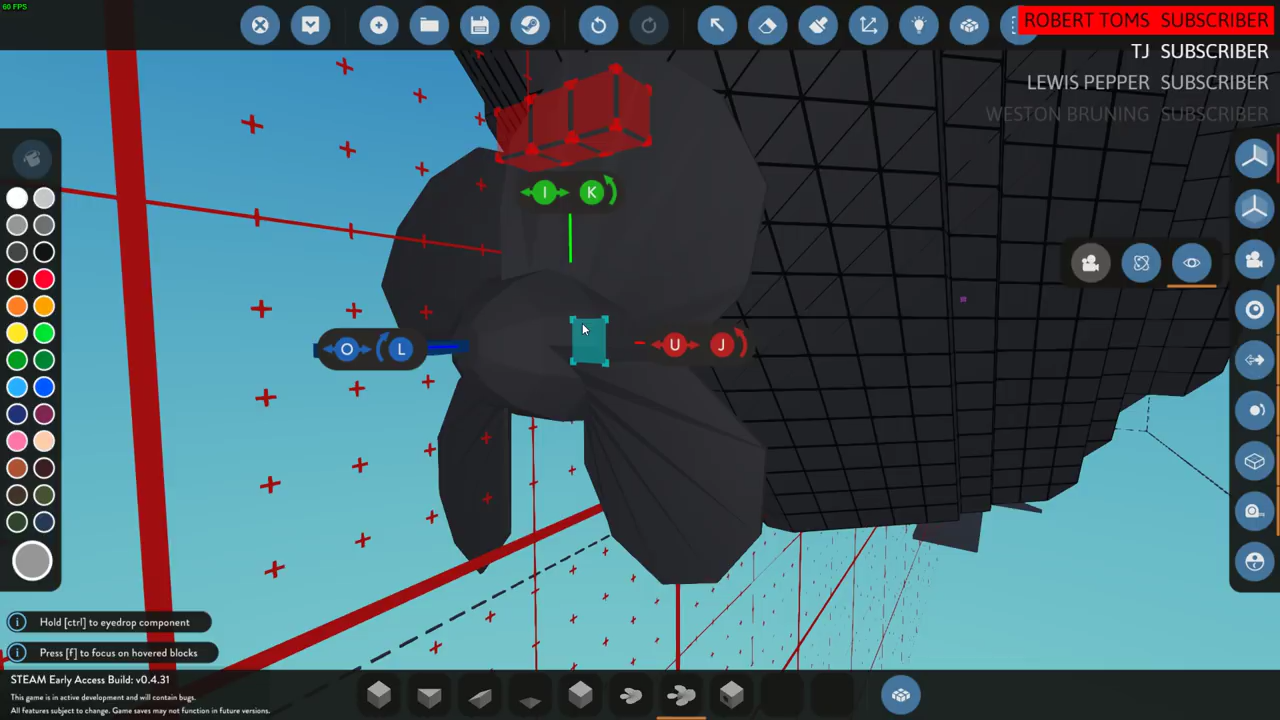 60 FPS
ROBERT TOMS SUBSCRIBER
TJ SUBSCRIBER
LEWIS PEPPER SUBSCRIBER
WESTON BRUNING SUBSCRIBER
I K
O L
U J
Hold [ctrl] to eyedrop component
Press [f] to focus on hovered blocks
STEAM Early Access Build: v0.4.31
This game is in active development and will contain bugs.
All features subject to change. Game saves may not function in future versions.